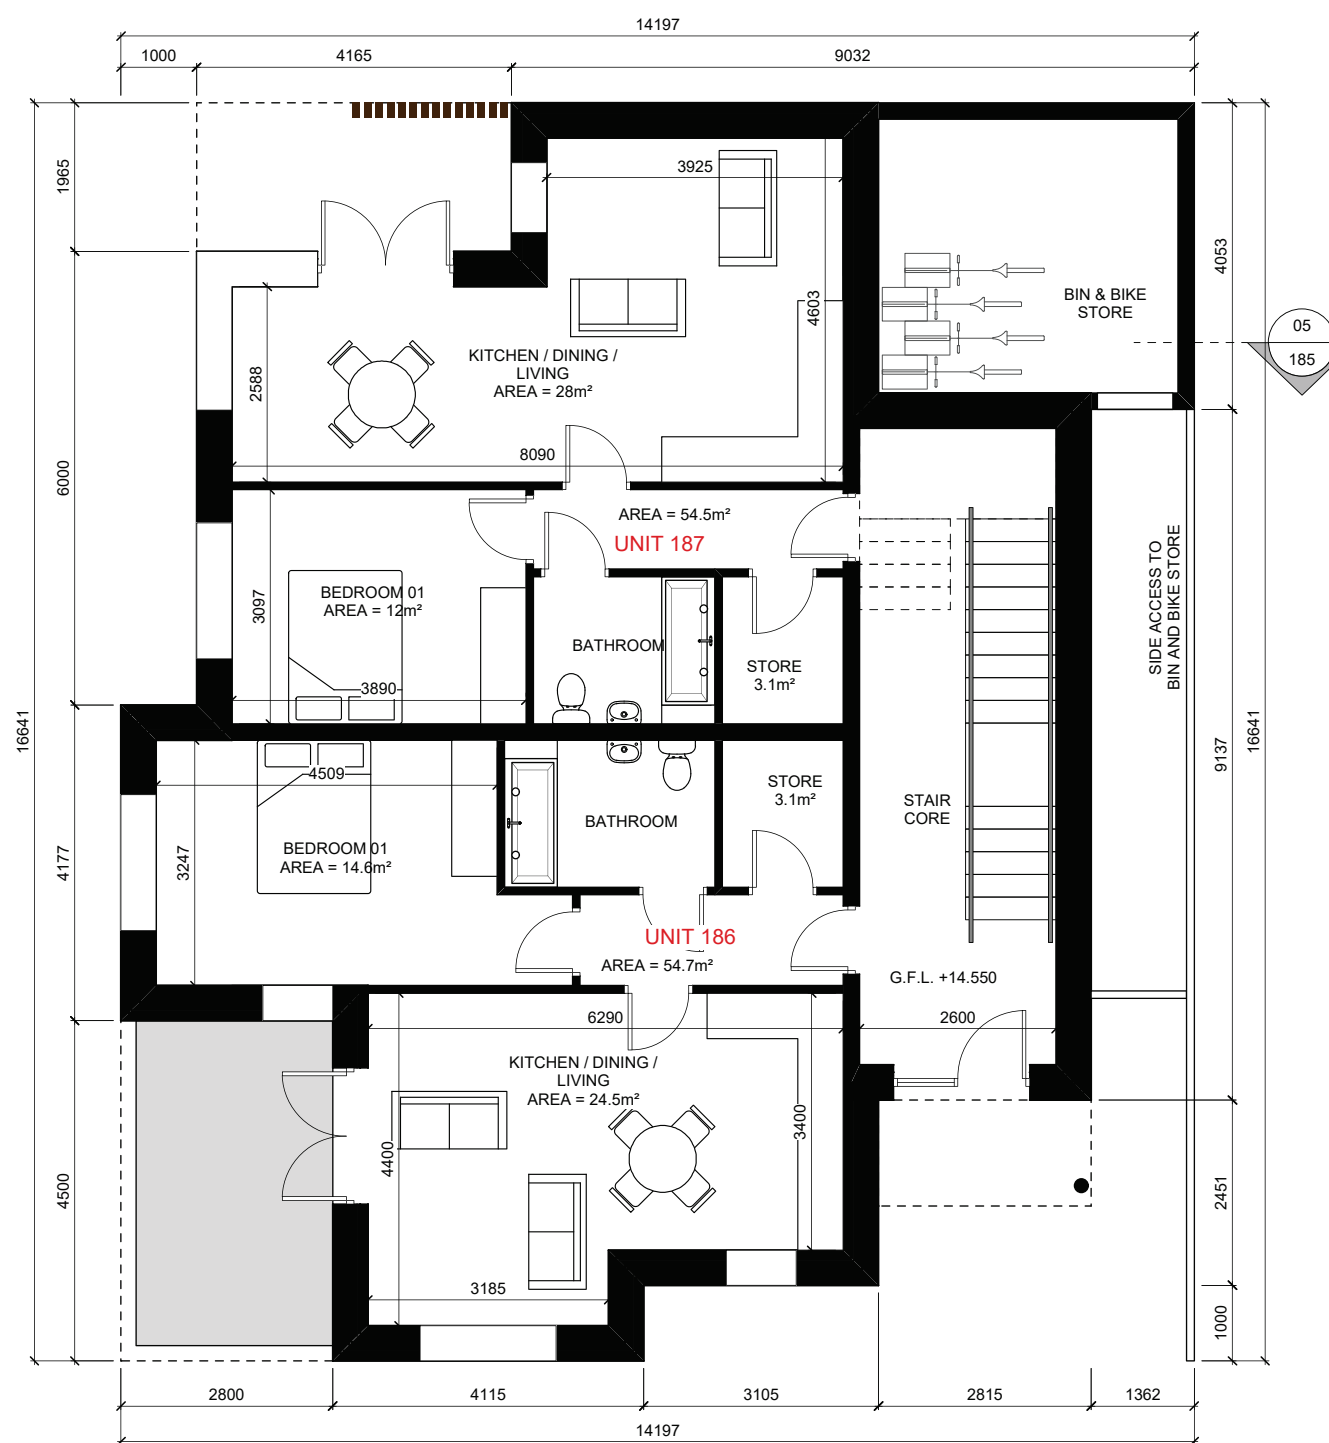 14197
1000
4165
9032
1965
3925
4053
BIN & BIKE
STORE
05
185
4603
KITCHEN / DINING /
LIVING
AREA = 28m²
2588
8090
6000
AREA = 54.5m²
UNIT 187
SIDE ACCESS TO
BIN AND BIKE STORE
BEDROOM 01
AREA = 12m²
3097
BATHROOM
STORE
3.1m²
3890
16641
16641
9137
4509
STORE
3.1m²
STAIR
CORE
BATHROOM
4177
3247
BEDROOM 01
AREA = 14.6m²
UNIT 186
AREA = 54.7m²
G.F.L. +14.550
6290
2600
KITCHEN / DINING /
LIVING
AREA = 24.5m²
3400
4400
4500
2451
3185
1000
2800
4115
3105
2815
1362
14197